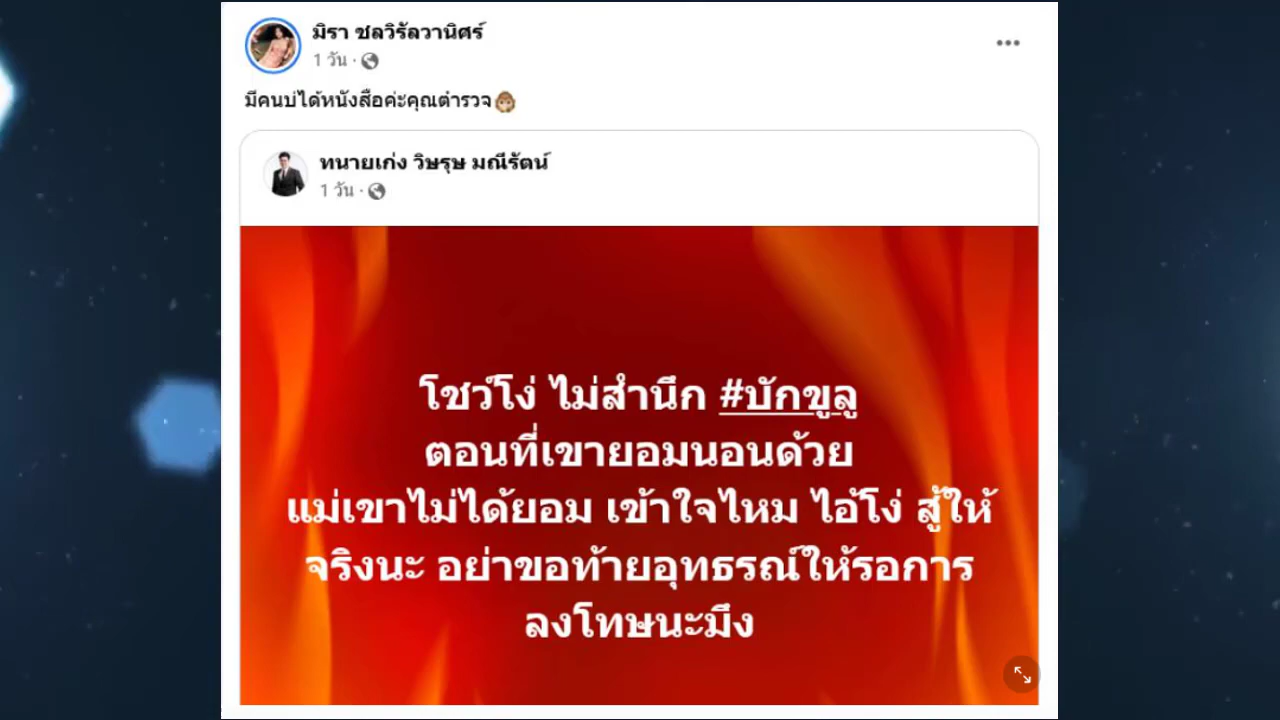 มิรา ชลวิรัลวานิศร์
1 วัน ·
มีคนบ่ได้หนังสือค่ะคุณตำรวจ🙊
ทนายเก่ง วิษรุษ มณีรัตน์
1 วัน ·
โชว์โง่ ไม่สำนึก #บักขูลู
ตอนที่เขายอมนอนด้วย
แม่เขาไม่ได้ยอม เข้าใจไหม ไอ้โง่ สู้ให้
จริงนะ อย่าขอท้ายอุทธรณ์ให้รอการ
ลงโทษนะมึง